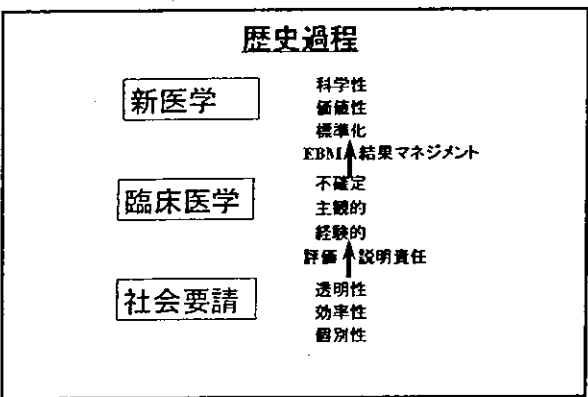 歴史過程
新医学
科学性
価値性
標準化
EBM 結果マネジメント
臨床医学
不確定
主観的
経験的
評価 説明責任
社会要請
透明性
効率性
個別性